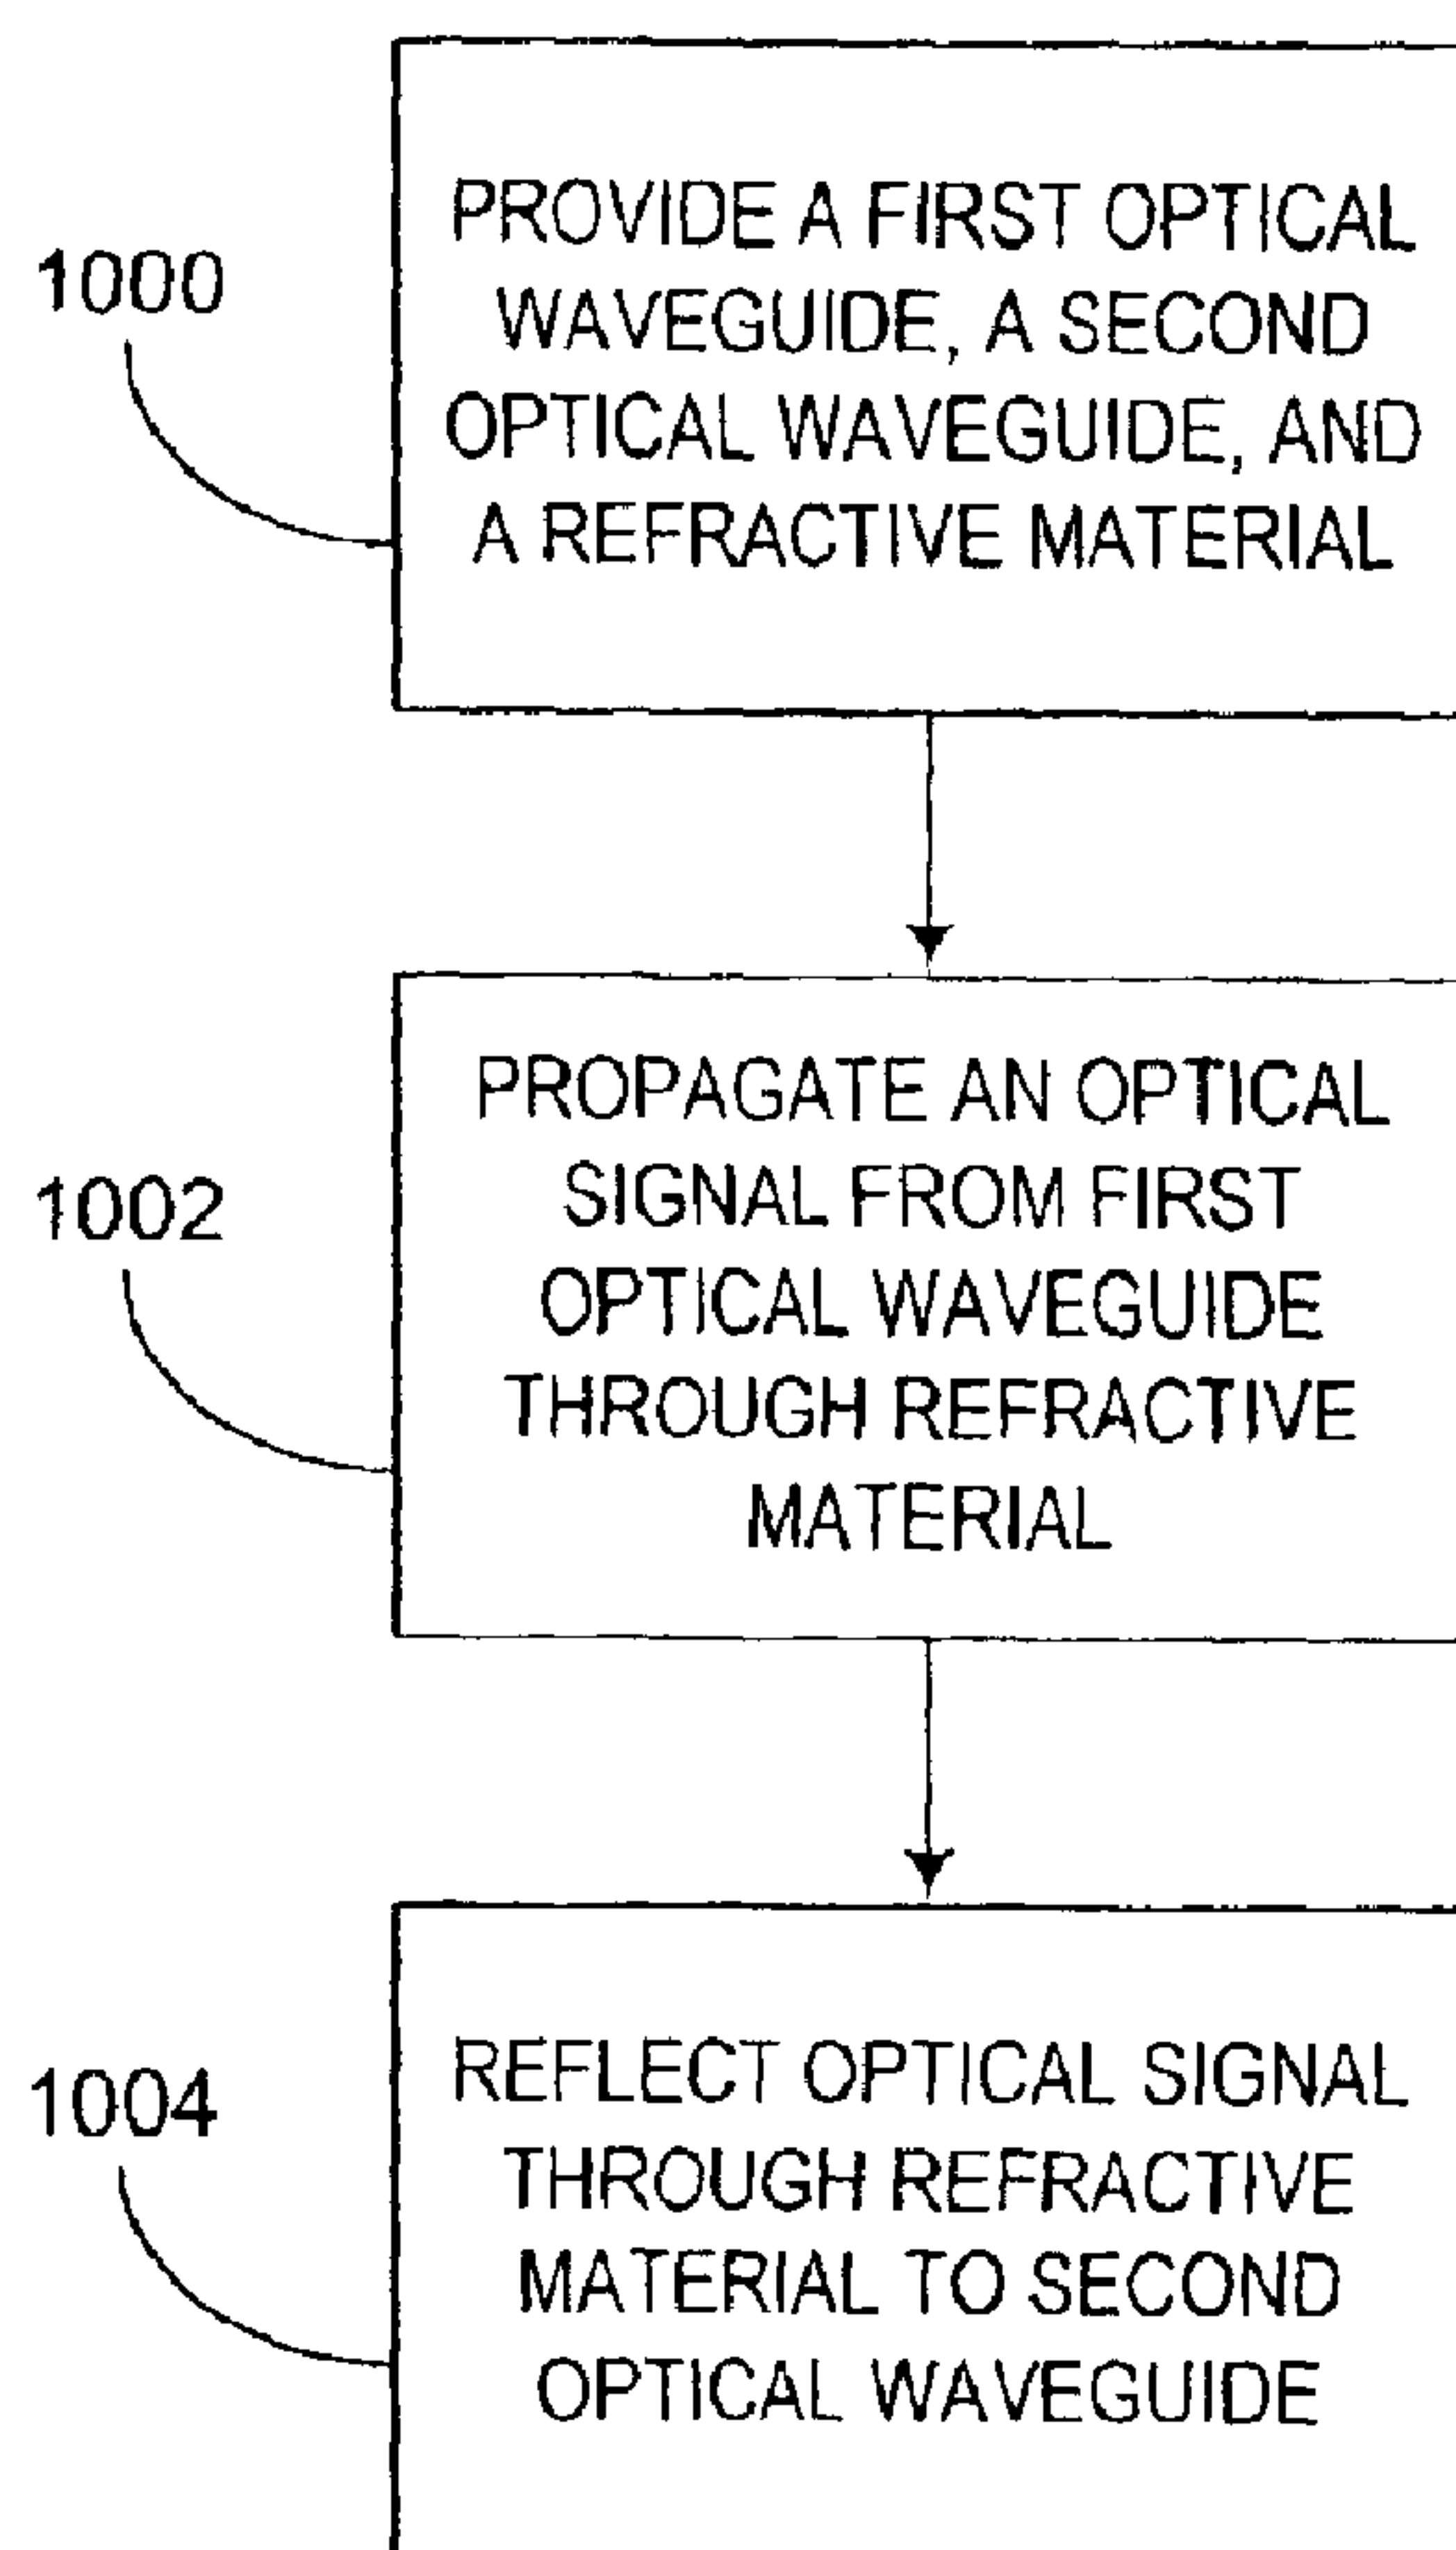 1000
PROVIDE A FIRST OPTICAL
WAVEGUIDE, A SECOND
OPTICAL WAVEGUIDE, AND
A REFRACTIVE MATERIAL
1002
PROPAGATE AN OPTICAL
SIGNAL FROM FIRST
OPTICAL WAVEGUIDE
THROUGH REFRACTIVE
MATERIAL
1004
REFLECT OPTICAL SIGNAL
THROUGH REFRACTIVE
MATERIAL TO SECOND
OPTICAL WAVEGUIDE